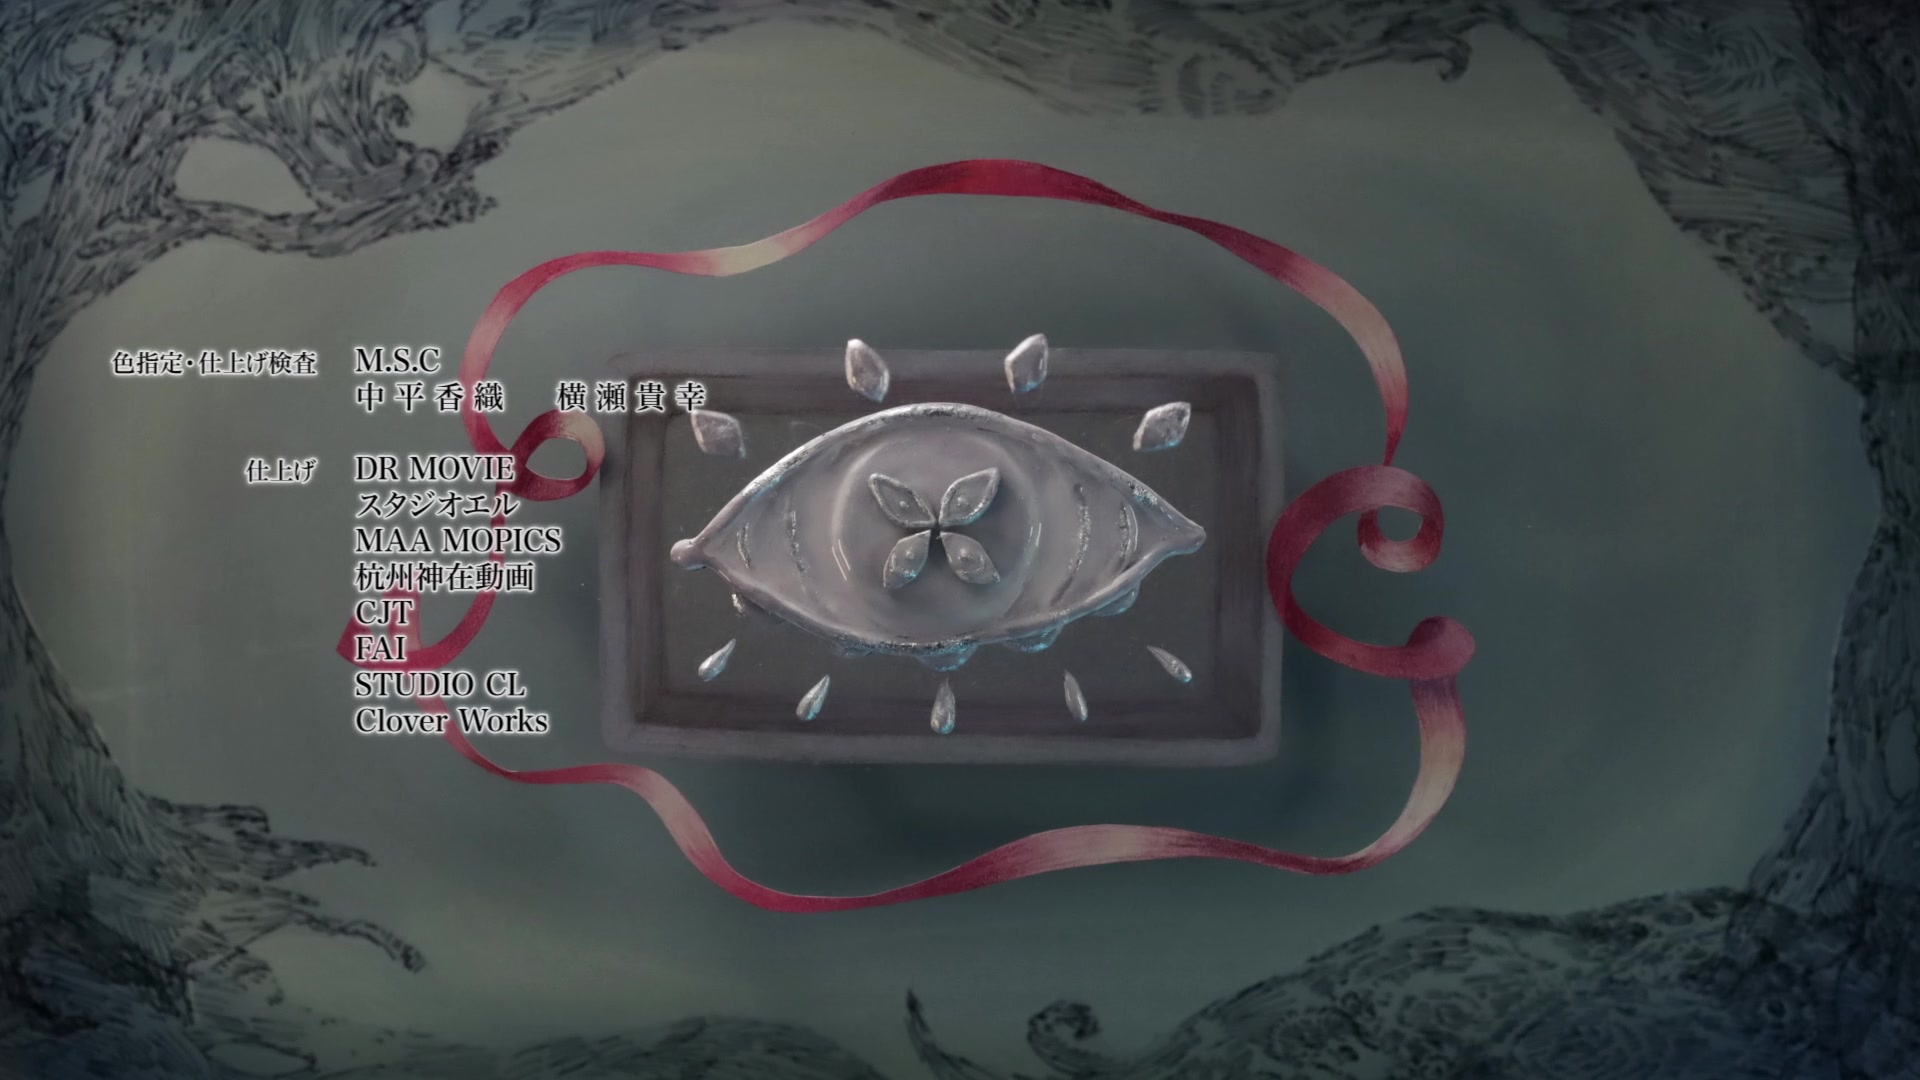 色指定・仕上げ検査 M.S.C
中平香織 横瀬貴幸
仕上げ DR MOVIE
スタジオエル
MAA MOPICS
杭州神在動画
CJT
FAI
STUDIO CL
Clover Works